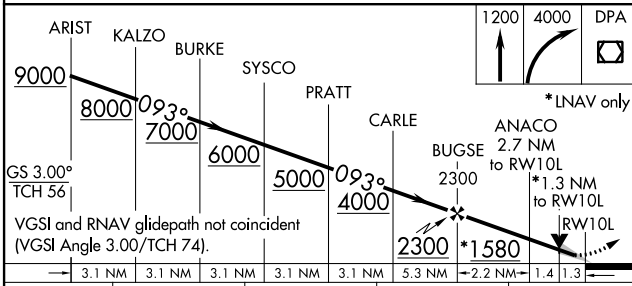 ARIST
KALZO
BURKE
SYSCO
PRATT
CARLE
BUGSE
2300
1200
4000
DPA
*LNAV only
ANACO
2.7 NM
to RW10L
*1.3 NM
to RW10L
RW10L
9000
8000
093°
7000
6000
5000
093°
4000
2300
*1580
GS 3.00°
TCH 56
VGSI and RNAV glidepath not coincident
(VGSI Angle 3.00/TCH 74).
3.1 NM 3.1 NM 3.1 NM 3.1 NM 3.1 NM 5.3 NM 2.2 NM 1.4 1.3